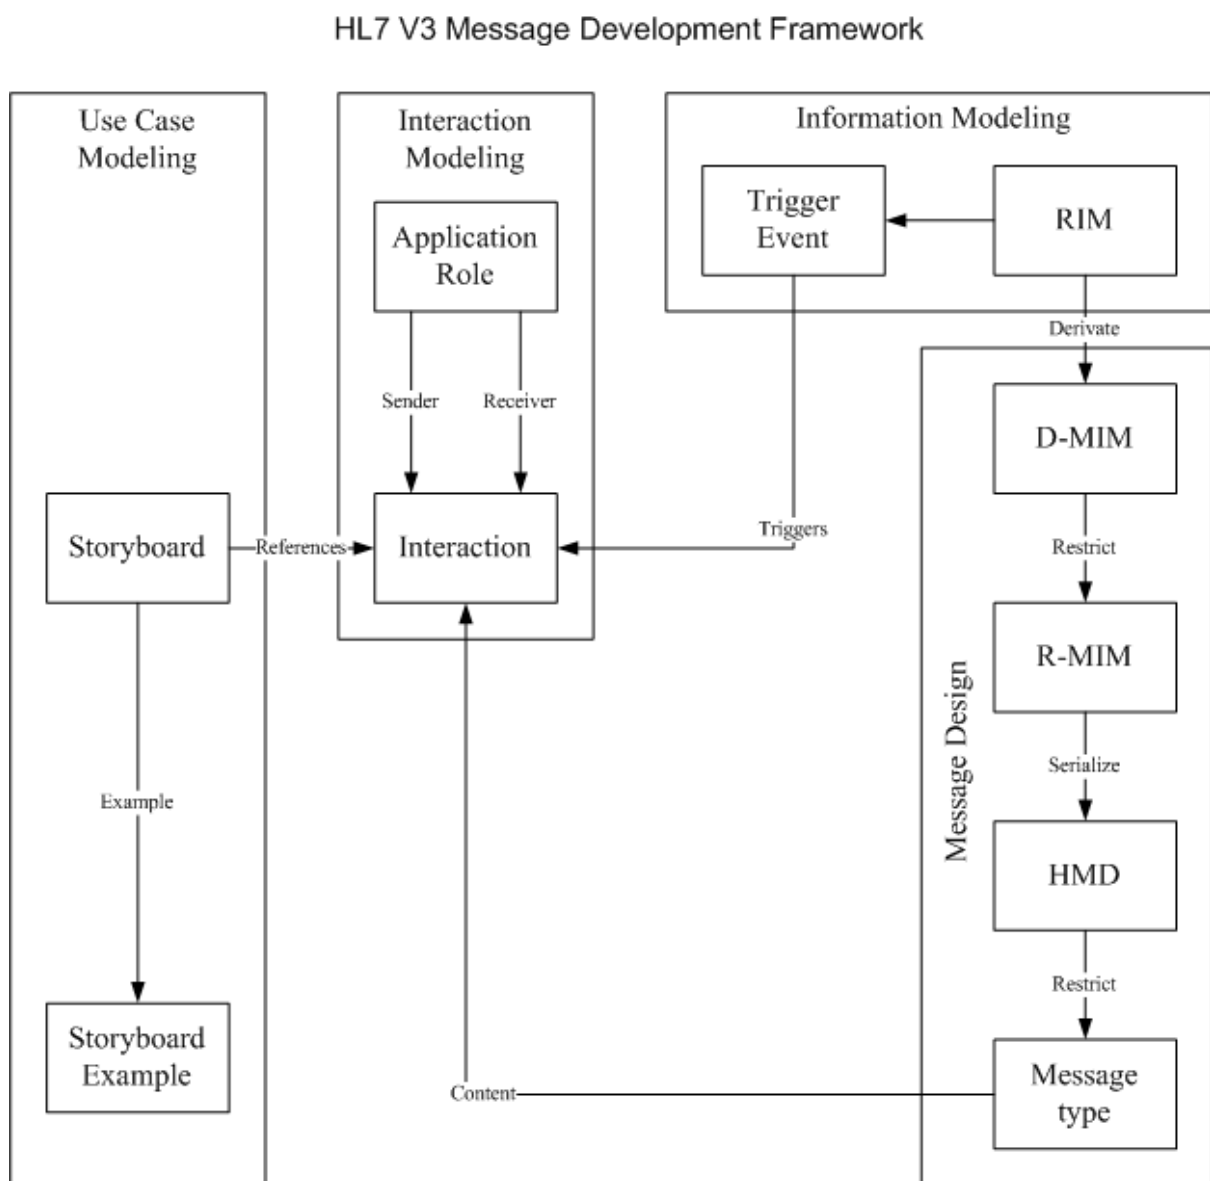 HL7 V3 Message Development Framework
Use Case
Modeling
Interaction
Modeling
Information Modeling
Application
Role
Trigger
Event
RIM
Derivate
Sender
Receiver
D-MIM
Storyboard
References
Interaction
Triggers
Restrict
R-MIM
Message Design
Serialize
Example
HMD
Restrict
Storyboard
Example
Content
Message
type